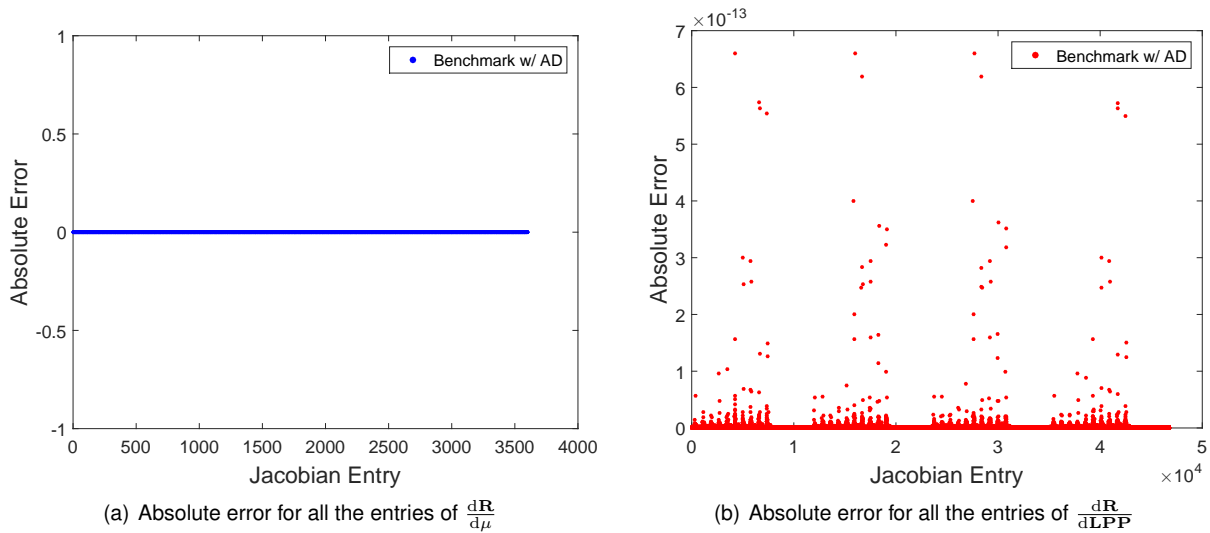 1
0.5
0
-0.5
-1
Absolute Error
0 500 1000 1500 2000 2500 3000 3500 4000
Jacobian Entry
Benchmark w/ AD
(a) Absolute error for all the entries of dR/dμ
×10⁻¹³
7
6
5
4
3
2
1
0
Absolute Error
0 1 2 3 4 5
×10⁴
Jacobian Entry
Benchmark w/ AD
(b) Absolute error for all the entries of dR/dLPP